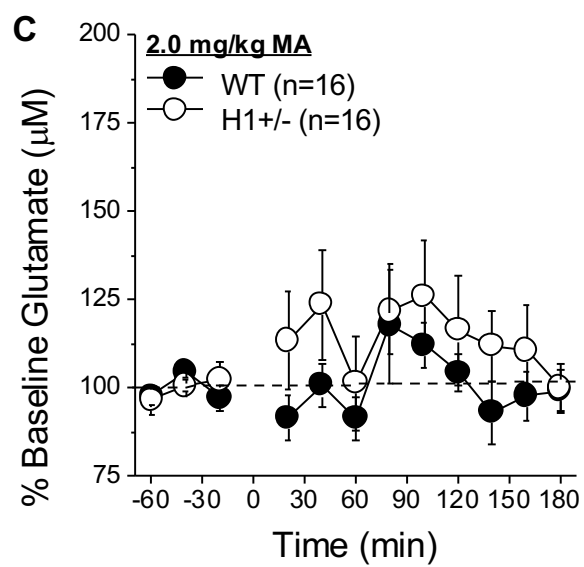 C
2.0 mg/kg MA
WT (n=16)
H1+/- (n=16)
% Baseline Glutamate (μM)
200
175
150
125
100
75
-60 -30 0 30 60 90 120 150 180
Time (min)